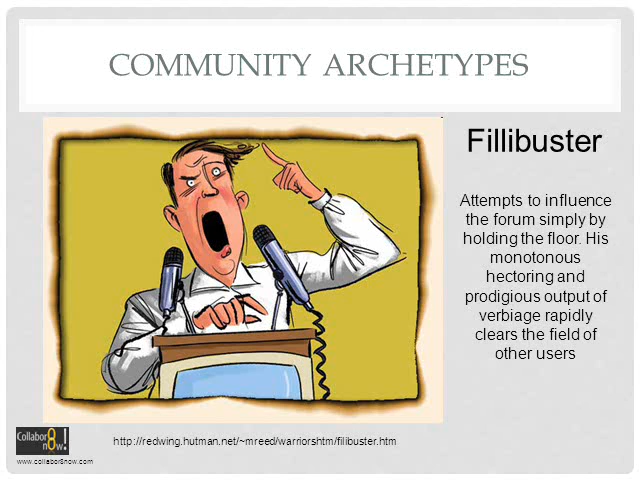 COMMUNITY ARCHETYPES
Fillibuster
Attempts to influence
the forum simply by
holding the floor. His
monotonous
hectoring and
prodigious output of
verbiage rapidly
clears the field of
other users
Collabor
8
n w!
http://redwing.hutman.net/~mreed/warriorshtm/filibuster.htm
www.collabor8now.com